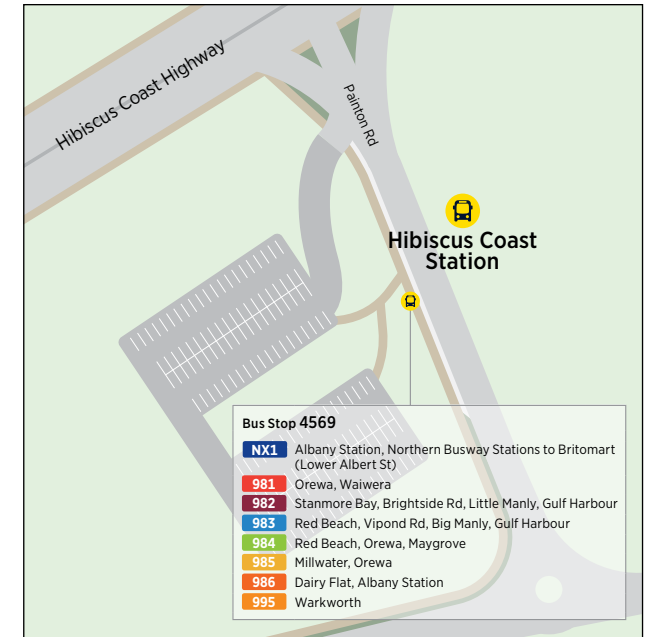 Hibiscus Coast Highway
Painton Rd
Hibiscus Coast
Station
Bus Stop 4569
NX1 Albany Station, Northern Busway Stations to Britomart
(Lower Albert St)
981 Orewa, Waiwera
982 Stanmore Bay, Brightside Rd, Little Manly, Gulf Harbour
983 Red Beach, Vipond Rd, Big Manly, Gulf Harbour
984 Red Beach, Orewa, Maygrove
985 Millwater, Orewa
986 Dairy Flat, Albany Station
995 Warkworth